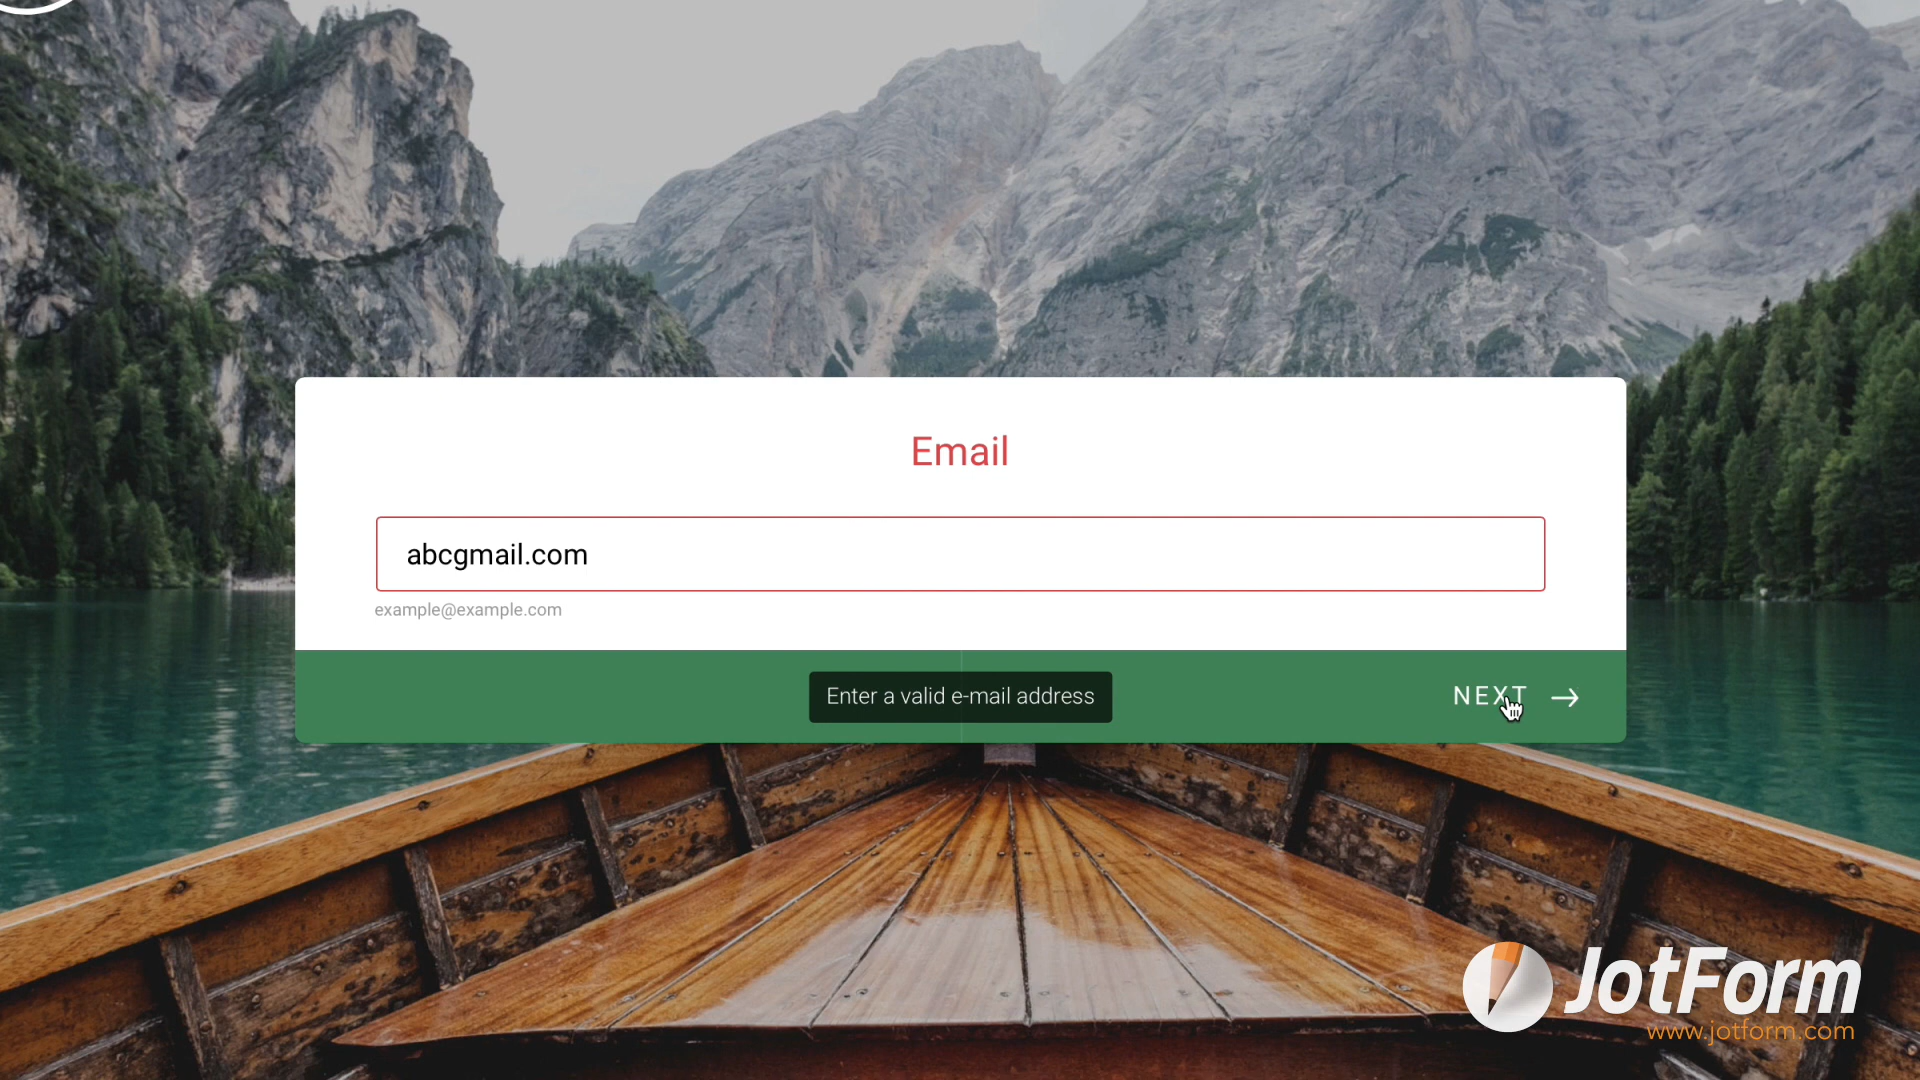 Email
abcgmail.com
example@example.com
Enter a valid e-mail address
NEXT
JotForm
www.jotform.com